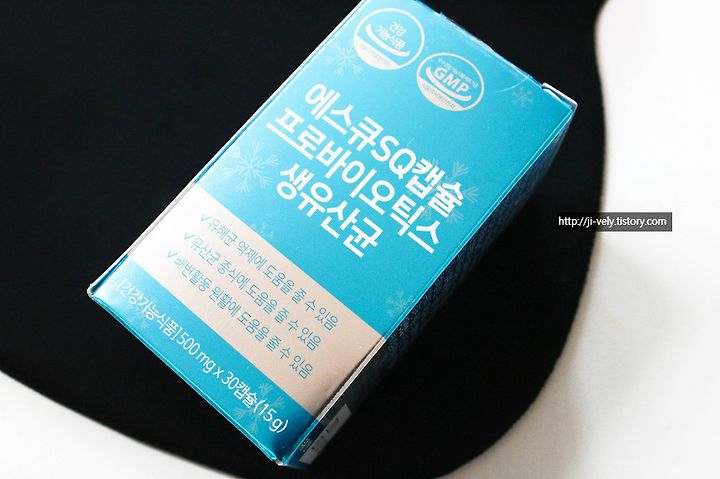 건강
기능식품
GMP
에스큐SQ캡슐
프로바이오틱스
생유산균
✓ 유해균 억제에 도움을 줄 수 있음
✓ 유산균 증식에 도움을 줄 수 있음
✓ 배변활동 원활에 도움을 줄 수 있음
[건강기능식품] 500 mg x 30캡슐(15g)
http://ji-vely.tistory.com